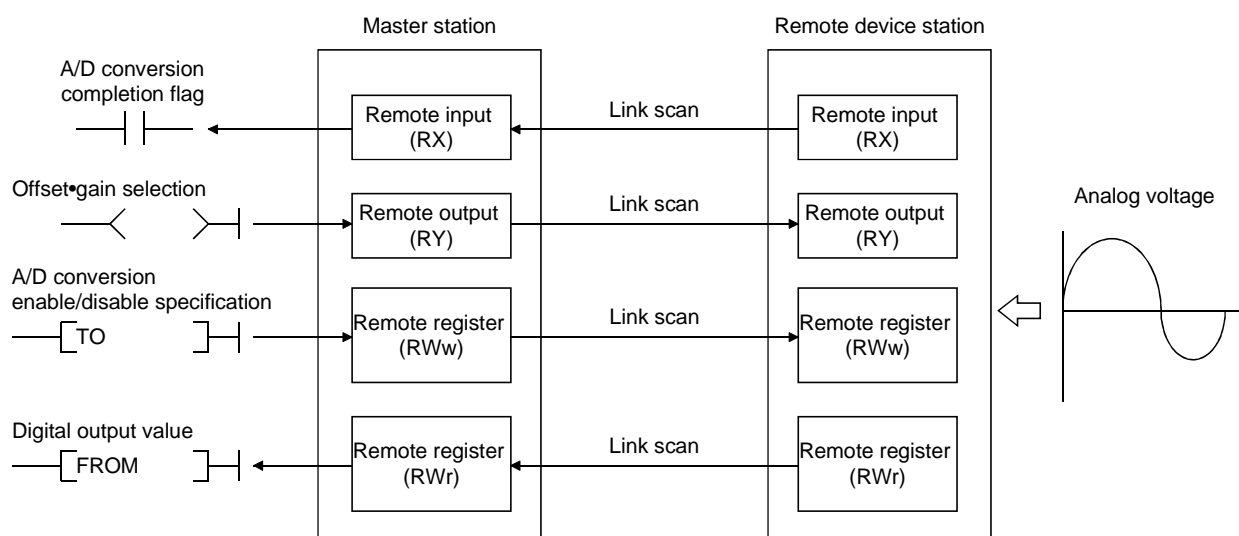 Master station
Remote device station
A/D conversion
completion flag
Remote input
(RX)
Link scan
Remote input
(RX)
Offset•gain selection
Remote output
(RY)
Link scan
Remote output
(RY)
Analog voltage
A/D conversion
enable/disable specification
TO
Remote register
(RWw)
Link scan
Remote register
(RWw)
Digital output value
FROM
Remote register
(RWr)
Link scan
Remote register
(RWr)